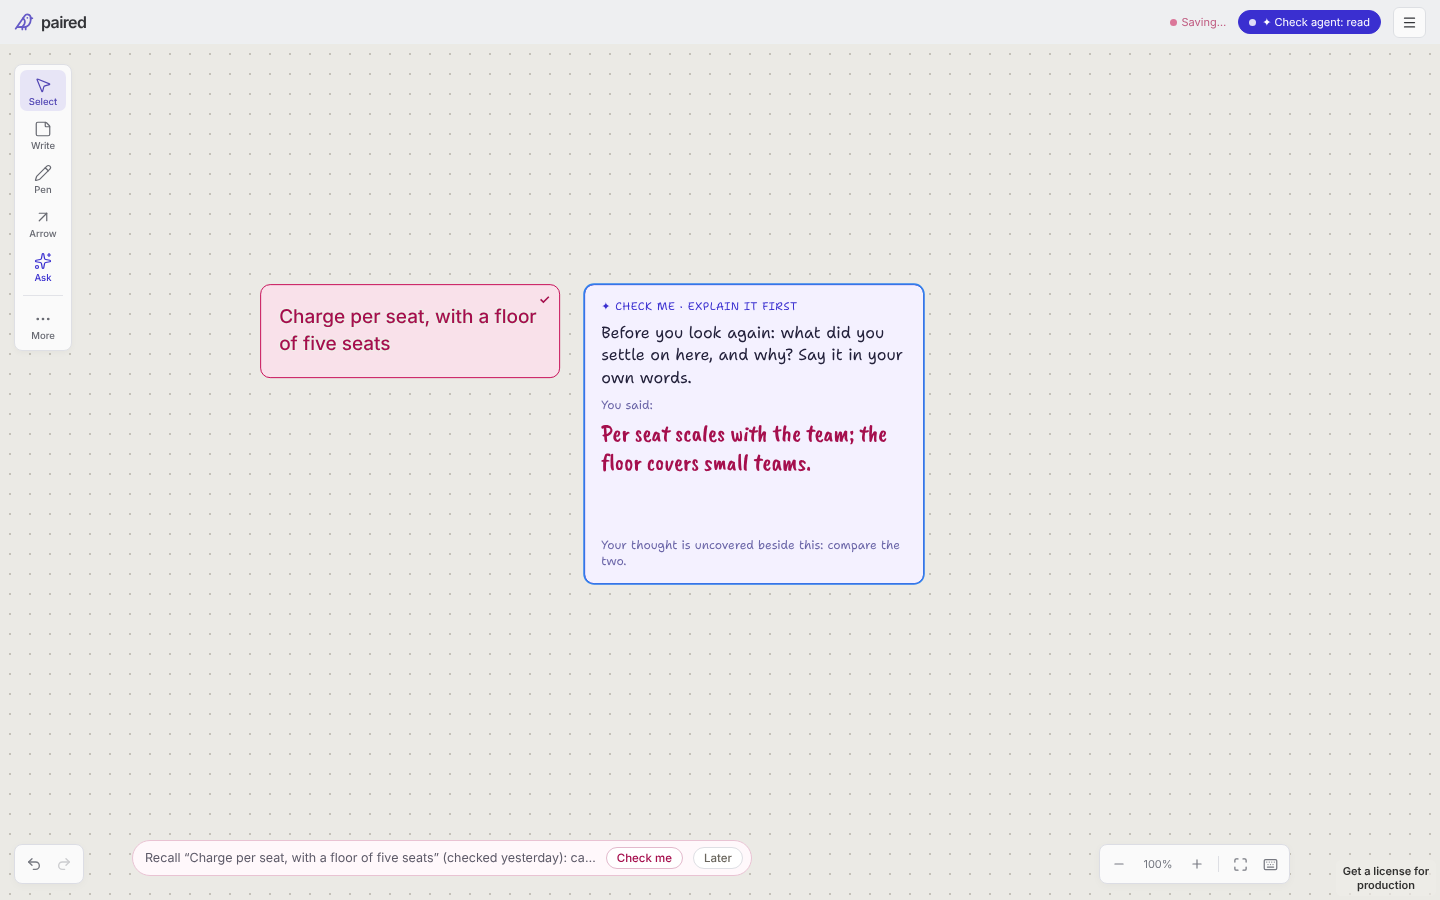 paired
Saving...
✦ Check agent: read
Select
Write
Pen
Arrow
Ask
More
Charge per seat, with a floor
of five seats
✦ CHECK ME · EXPLAIN IT FIRST
Before you look again: what did you
settle on here, and why? Say it in your
own words.
You said:
Per seat scales with the team; the
floor covers small teams.
Your thought is uncovered beside this: compare the
two.
Recall “Charge per seat, with a floor of five seats” (checked yesterday): ca...
Check me
Later
100%
Get a license for
production